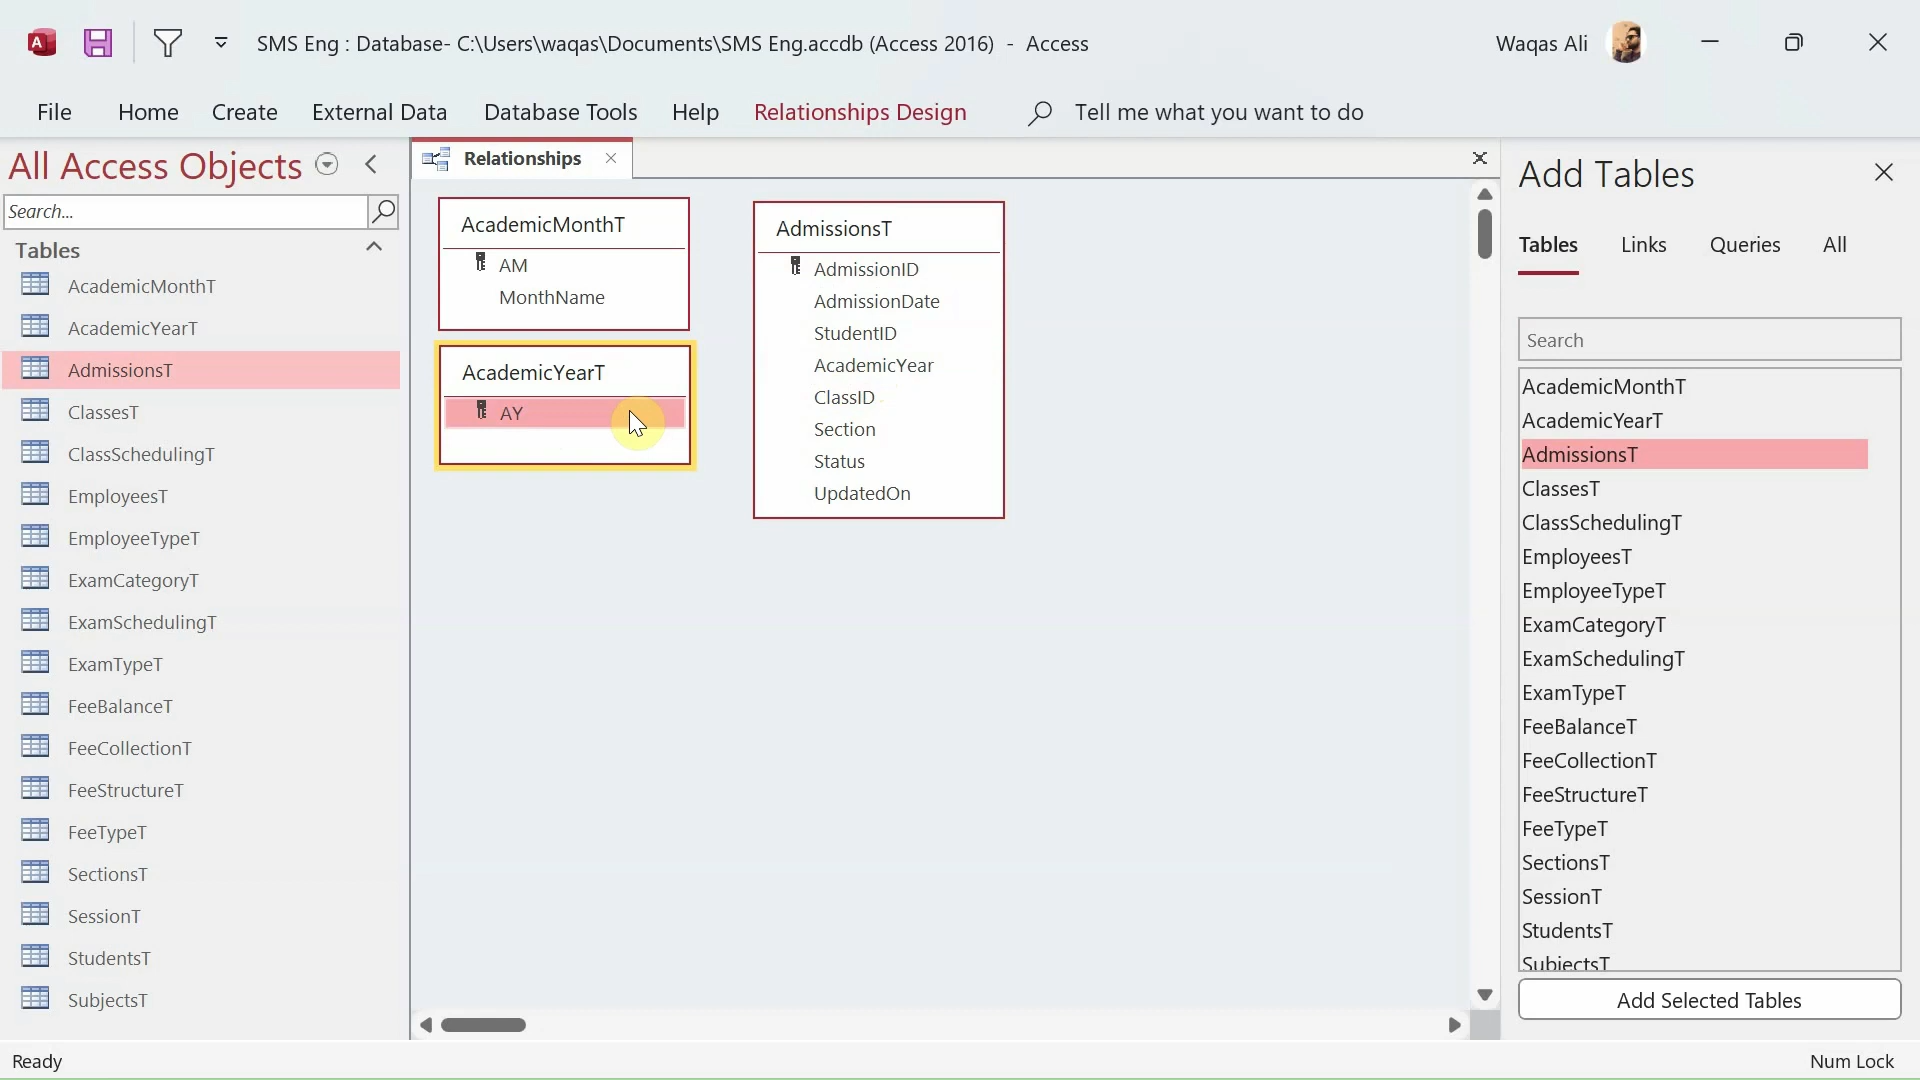 SMS Eng : Database- C:\Users\waqas\Documents\SMS Eng.accdb (Access 2016) - Access
Waqas Ali
File Home Create External Data Database Tools Help Relationships Design Tell me what you want to do
All Access Objects
Search...
Tables
AcademicMonthT
AcademicYearT
AdmissionsT
ClassesT
ClassSchedulingT
EmployeesT
EmployeeTypeT
ExamCategoryT
ExamSchedulingT
ExamTypeT
FeeBalanceT
FeeCollectionT
FeeStructureT
FeeTypeT
SectionsT
SessionT
StudentsT
SubjectsT
Relationships
AcademicMonthT
AM
MonthName
AcademicYearT
AY
AdmissionsT
AdmissionID
AdmissionDate
StudentID
AcademicYear
ClassID
Section
Status
UpdatedOn
Add Tables
Tables Links Queries All
Search
AcademicMonthT
AcademicYearT
AdmissionsT
ClassesT
ClassSchedulingT
EmployeesT
EmployeeTypeT
ExamCategoryT
ExamSchedulingT
ExamTypeT
FeeBalanceT
FeeCollectionT
FeeStructureT
FeeTypeT
SectionsT
SessionT
StudentsT
SubjectsT
Add Selected Tables
Ready
Num Lock